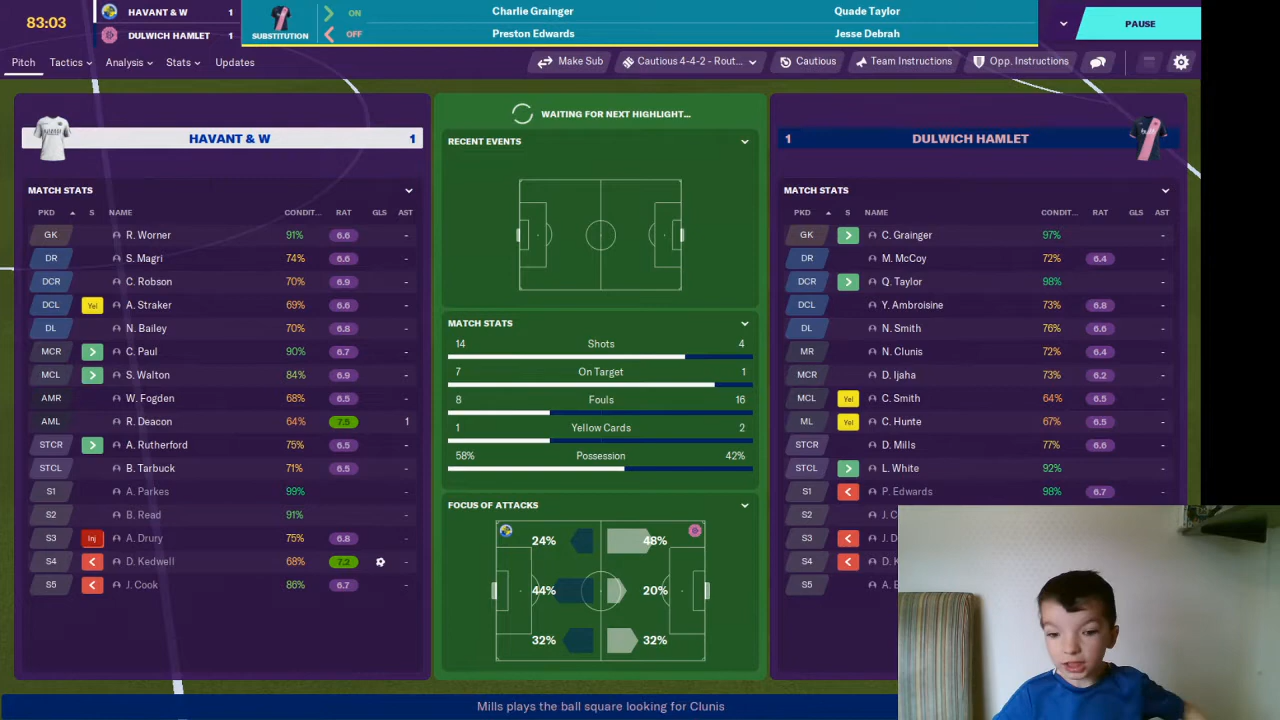 83:03
HAVANT & W 1
DULWICH HAMLET 1
SUBSTITUTION
ON Charlie Grainger Quade Taylor
OFF Preston Edwards Jesse Debrah
PAUSE
Pitch Tactics Analysis Stats Updates
Make Sub Cautious 4-4-2 - Rout... Cautious Team Instructions Opp. Instructions
HAVANT & W 1
MATCH STATS
PKD S NAME CONDIT... RAT GLS AST
GK R. Worner 91% 6.6 -
DR S. Magri 74% 6.6 -
DCR C. Robson 70% 6.9 -
DCL Yel A. Straker 69% 6.6 -
DL N. Bailey 70% 6.8 -
MCR C. Paul 90% 6.7 -
MCL S. Walton 84% 6.9 -
AMR W. Fogden 68% 6.5 -
AML R. Deacon 64% 7.5 1
STCR A. Rutherford 75% 6.5 -
STCL B. Tarbuck 71% 6.5 -
S1 A. Parkes 99% -
S2 B. Read 91% -
S3 Inj A. Drury 75% 6.8 -
S4 D. Kedwell 68% 7.2 -
S5 J. Cook 86% 6.7 -
WAITING FOR NEXT HIGHLIGHT...
RECENT EVENTS
MATCH STATS
14 Shots 4
7 On Target 1
8 Fouls 16
1 Yellow Cards 2
58% Possession 42%
FOCUS OF ATTACKS
24% 48%
44% 20%
32% 32%
1 DULWICH HAMLET
MATCH STATS
PKD S NAME CONDIT... RAT GLS AST
GK C. Grainger 97% -
DR M. McCoy 72% 6.4 -
DCR Q. Taylor 98% -
DCL Y. Ambroisine 73% 6.8 -
DL N. Smith 76% 6.6 -
MR N. Clunis 72% 6.4 -
MCR D. Ijaha 73% 6.2 -
MCL Yel C. Smith 64% 6.5 -
ML Yel C. Hunte 67% 6.5 -
STCR D. Mills 77% 6.6 -
STCL L. White 92% -
S1 P. Edwards 98% 6.7 -
S2
S3
S4
S5
Mills plays the ball square looking for Clunis